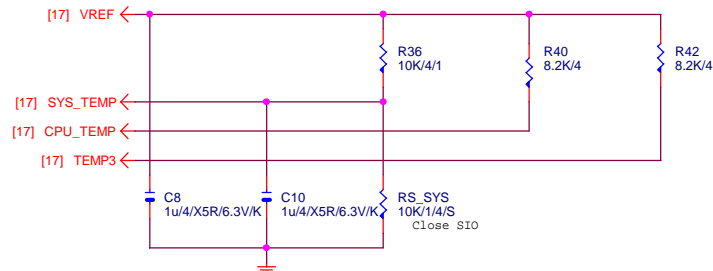 [17] VREF
R36
10K/4/1
R40
8.2K/4
R42
8.2K/4
[17] SYS_TEMP
[17] CPU_TEMP
[17] TEMP3
C8
1u/4/X5R/6.3V/K
C10
1u/4/X5R/6.3V/K
RS_SYS
10K/1/4/S
Close SIO